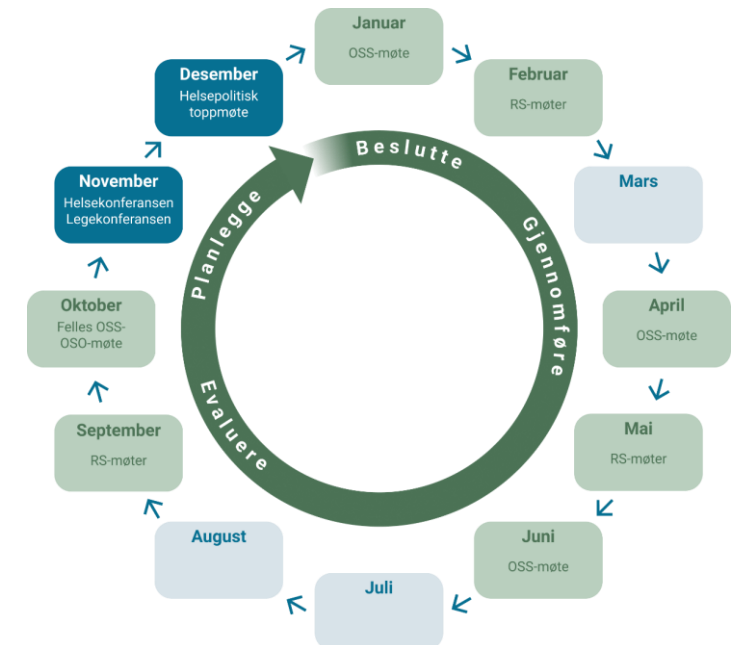 Januar
OSS-møte
Februar
RS-møter
Mars
April
OSS-møte
Mai
RS-møter
Juni
OSS-møte
Juli
August
September
RS-møter
Oktober
Felles OSS-
OSO-møte
November
Helsekonferansen
Legekonferansen
Desember
Helsepolitisk
toppmøte
Beslutte
Gjennomføre
Evaluere
Planlegge